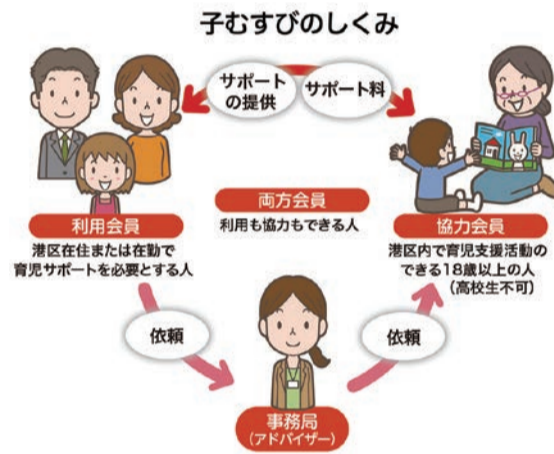 子むすびのしくみ
サポート
の提供
サポート料
利用会員
港区在住または在勤で
育児サポートを必要とする人
両方会員
利用も協力もできる人
協力会員
港区内で育児支援活動の
できる18歳以上の人
(高校生不可)
依頼
依頼
事務局
(アドバイザー)